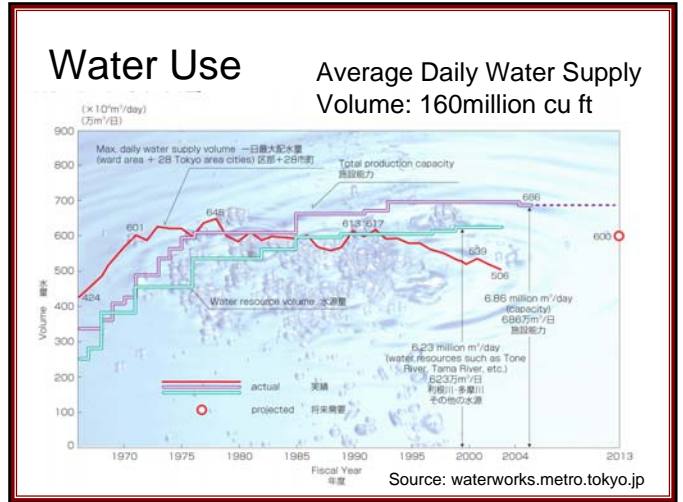 Water Use
Average Daily Water Supply
Volume: 160million cu ft
(×10⁴m³/day)
(万m³/日)
900
800
700
600
500
400
300
200
100
0
Volume 量水
Max. daily water supply volume 一日最大配水量
(ward area + 28 Tokyo area cities) 区部+28市町
Total production capacity
施設能力
424
601
648
613
617
686
600
539
506
Water resource volume 水源量
6.86 million m³/day
(capacity)
686万m³/日
施設能力
6.23 million m³/day
(water resources such as Tone
River, Tama River, etc.)
623万m³/日
利根川・多摩川
その他の水源
actual 実績
projected 将来需要
1970
1975
1980
1985
1990
1995
2000
2004
2013
Fiscal Year
年度
Source: waterworks.metro.tokyo.jp